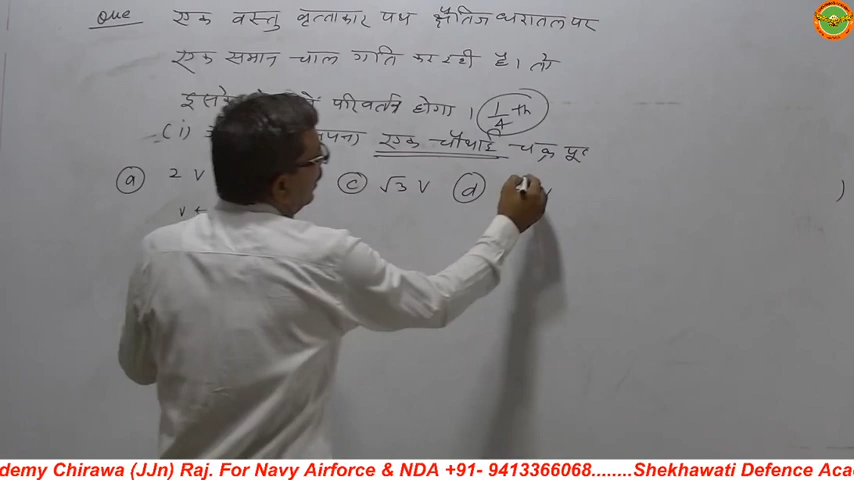 Que एक वस्तु वृत्ताकार पथ क्षैतिज धरातल पर
एक समान चाल गति कर रही है। तो
इसके में परिवर्तन होगा। 1/4 th
(i) एक चौथाई चक्र
(a) 2 v (c) √3 v (d) v
v ←
demy Chirawa (JJn) Raj. For Navy Airforce & NDA +91- 9413366068........Shekhawati Defence Aca